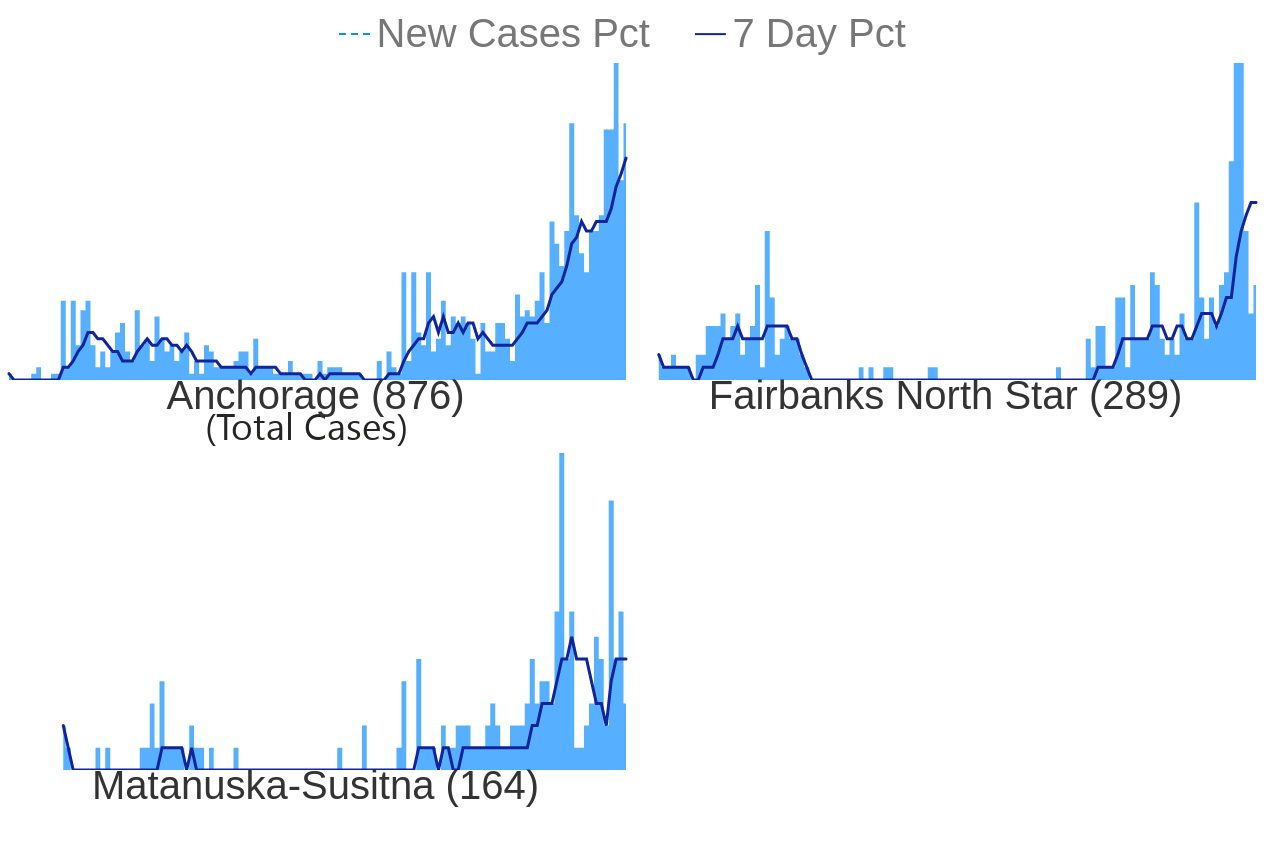 New Cases Pct 7 Day Pct
Anchorage (876)
(Total Cases)
Fairbanks North Star (289)
Matanuska-Susitna (164)